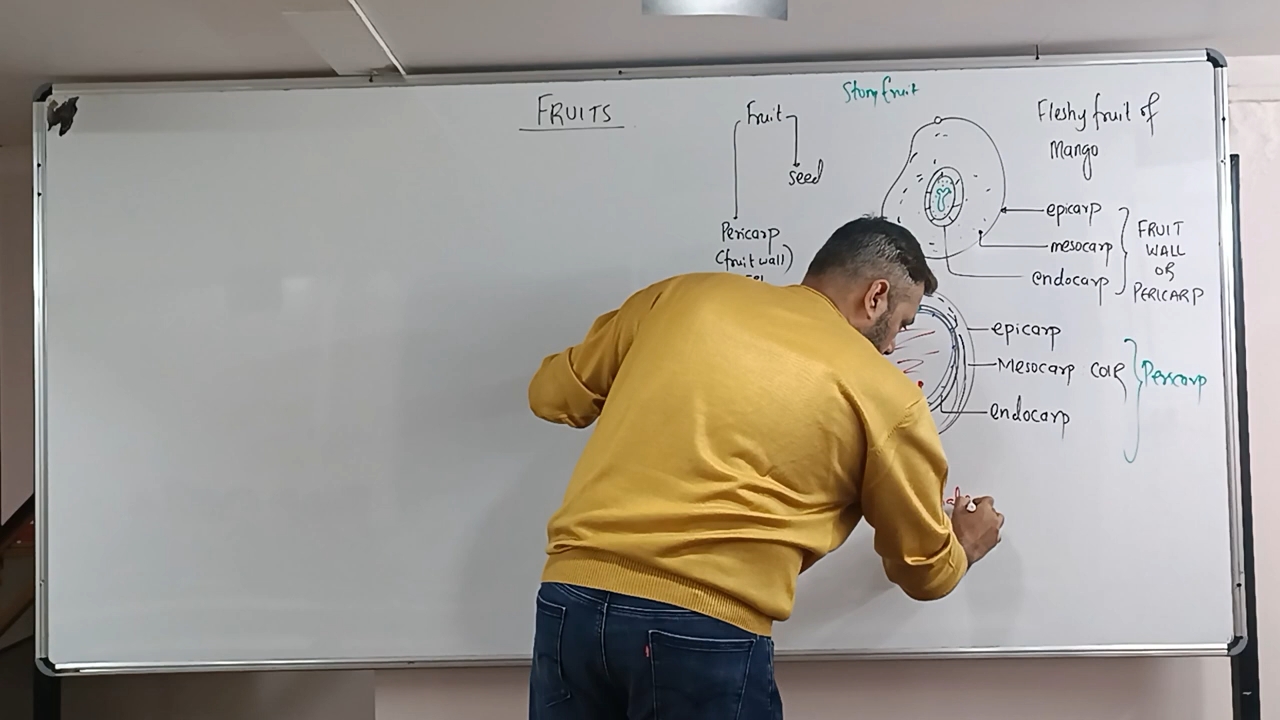 FRUITS
Fruit
seed
Pericarp
(fruit wall)
Stony fruit
Fleshy fruit of
Mango
epicarp
mesocarp
endocarp
FRUIT
WALL
OR
PERICARP
epicarp
Mesocarp
endocarp
Pericarp